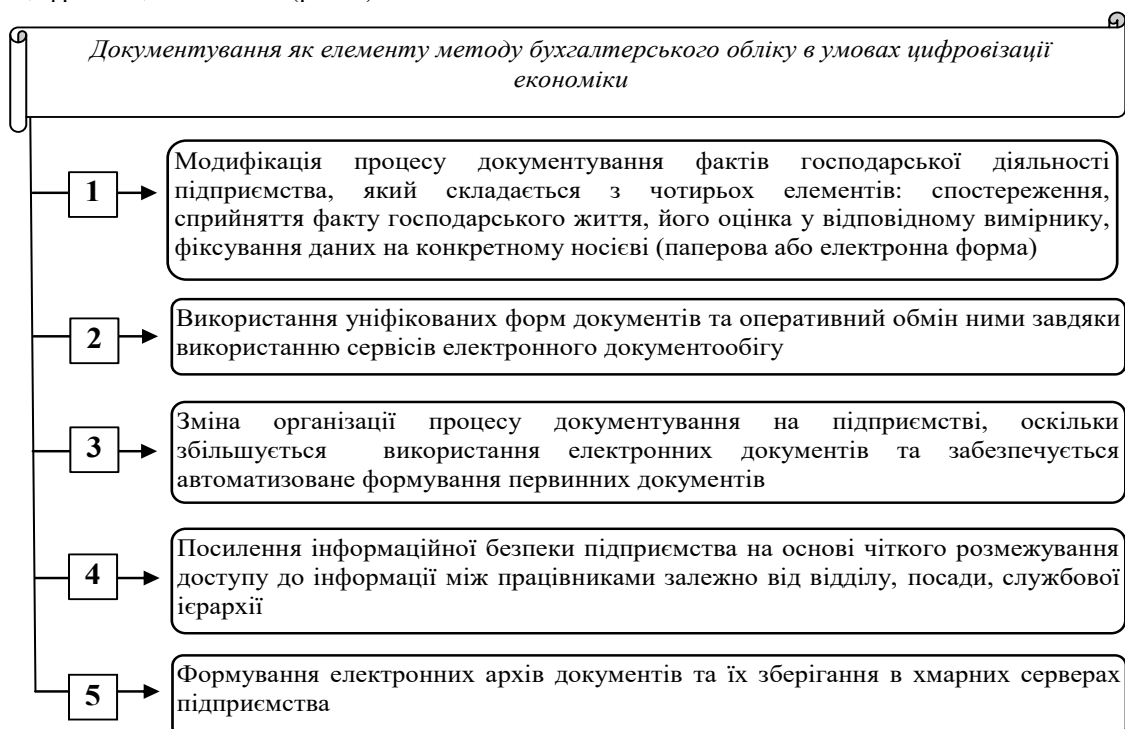 Документування як елементу методу бухгалтерського обліку в умовах цифровізації
економіки
1
Модифікація процесу документування фактів господарської діяльності
підприємства, який складається з чотирьох елементів: спостереження,
сприйняття факту господарського життя, його оцінка у відповідному вимірнику,
фіксування даних на конкретному носієві (паперова або електронна форма)
2
Використання уніфікованих форм документів та оперативний обмін ними завдяки
використанню сервісів електронного документообігу
3
Зміна організації процесу документування на підприємстві, оскільки
збільшується використання електронних документів та забезпечується
автоматизоване формування первинних документів
4
Посилення інформаційної безпеки підприємства на основі чіткого розмежування
доступу до інформації між працівниками залежно від відділу, посади, службової
ієрархії
5
Формування електронних архів документів та їх зберігання в хмарних серверах
підприємства